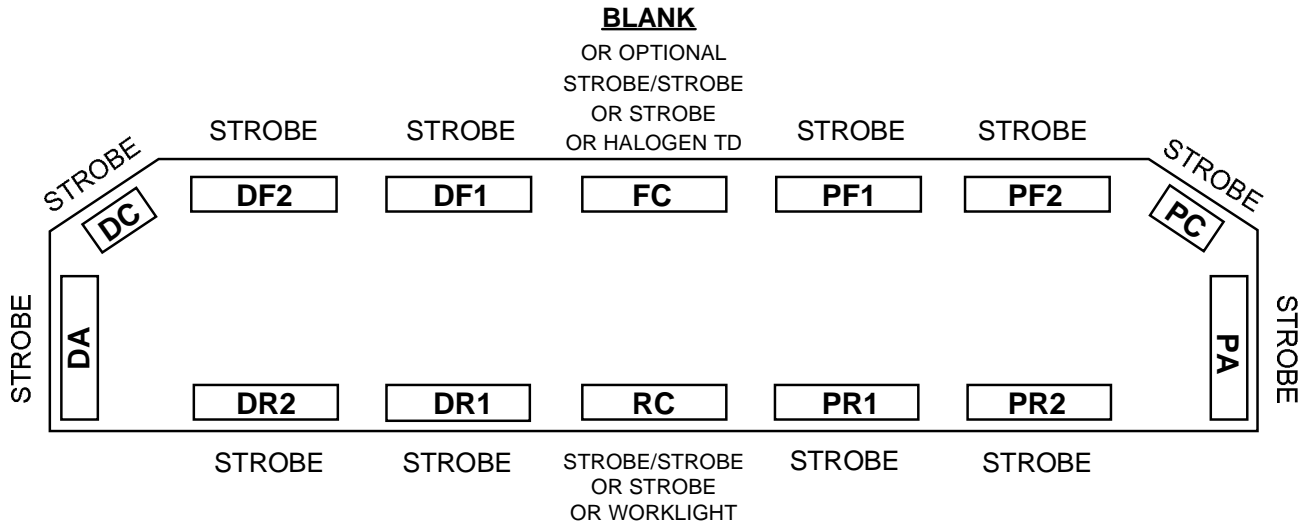 BLANK
OR OPTIONAL
STROBE/STROBE
OR STROBE
OR HALOGEN TD
STROBE
STROBE
STROBE
STROBE
STROBE
STROBE
DC
DF2
DF1
FC
PF1
PF2
PC
STROBE
DA
PA
STROBE
DR2
DR1
RC
PR1
PR2
STROBE
STROBE
STROBE/STROBE
OR STROBE
OR WORKLIGHT
STROBE
STROBE